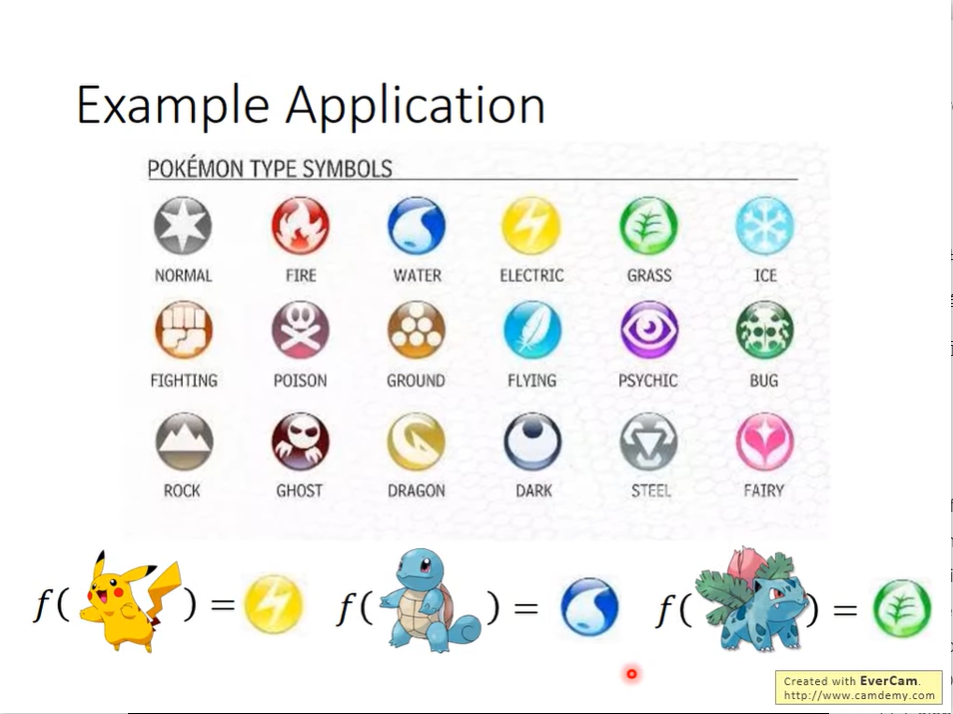 Example Application
POKÉMON TYPE SYMBOLS
NORMAL FIRE WATER ELECTRIC GRASS ICE
FIGHTING POISON GROUND FLYING PSYCHIC BUG
ROCK GHOST DRAGON DARK STEEL FAIRY
f( ) = f( ) = f( ) =
Created with EverCam.
http://www.camdemy.com